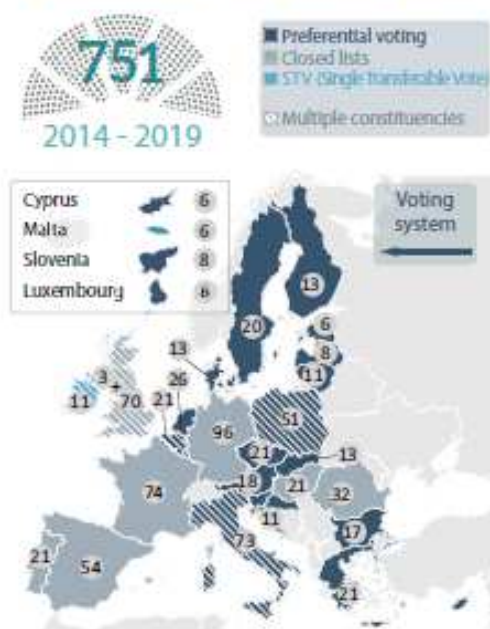 751
2014 - 2019
Preferential voting
Closed lists
STV (Single Transferable Vote)
Multiple constituencies
Cyprus 6
Malta 6
Slovenia 8
Luxembourg 6
Voting
system
13
20
6
8
11
13
26
21
3 +
11
70
96
51
21
13
18
21
32
74
11
17
73
21
54
21